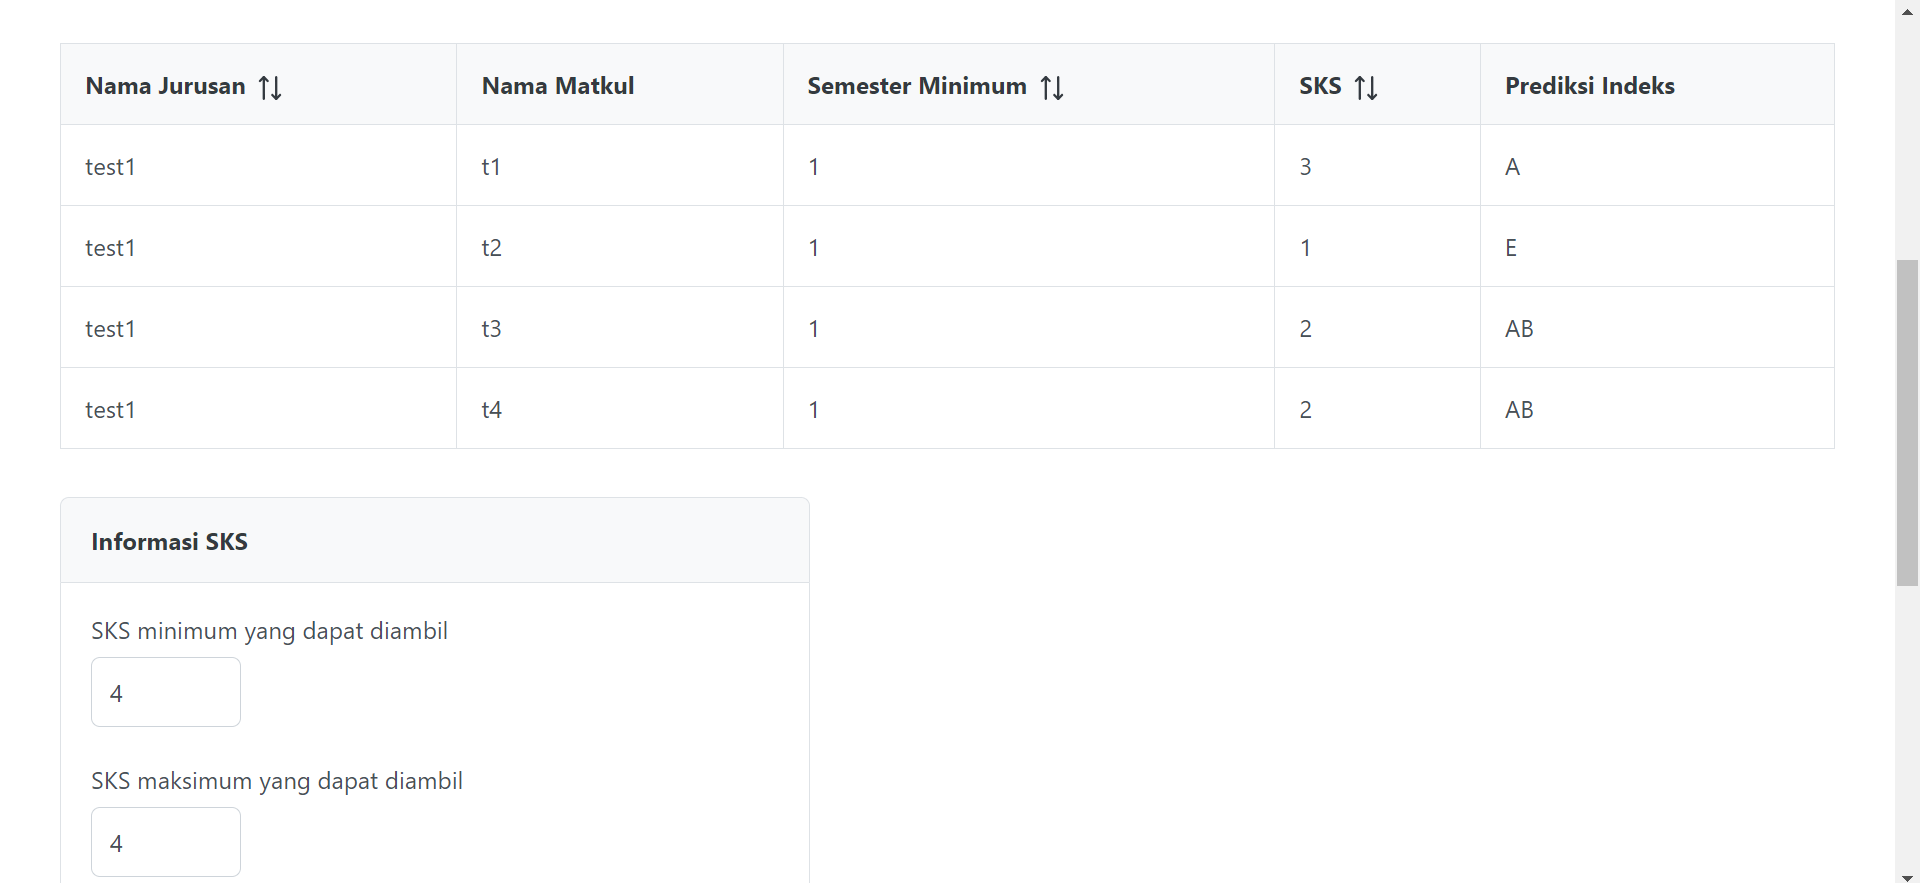 Nama Jurusan Nama Matkul Semester Minimum SKS Prediksi Indeks
test1 t1 1 3 A
test1 t2 1 1 E
test1 t3 1 2 AB
test1 t4 1 2 AB
Informasi SKS
SKS minimum yang dapat diambil
4
SKS maksimum yang dapat diambil
4